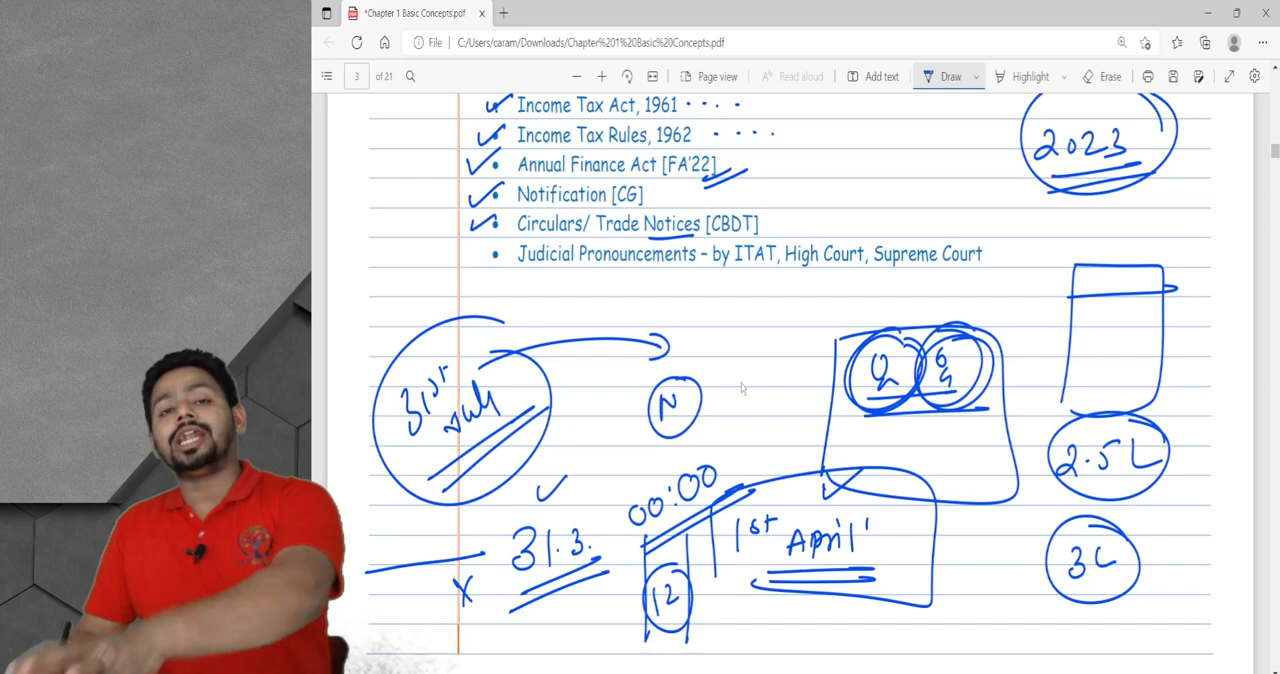 *Chapter 1 Basic Concepts.pdf
File C:/Users/caram/Downloads/Chapter%201%20Basic%20Concepts.pdf
3 of 21 Page view Read aloud Add text Draw Highlight Erase
Income Tax Act, 1961
2023
Income Tax Rules, 1962
• Annual Finance Act [FA'22]
• Notification [CG]
• Circulars/ Trade Notices [CBDT]
• Judicial Pronouncements – by ITAT, High Court, Supreme Court
31st July
N
2.5 L
00:00
31.3.
1st April'
12
3L